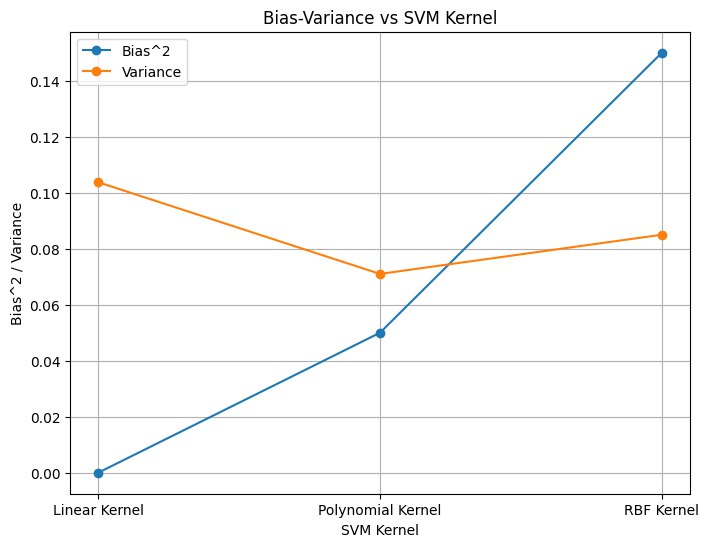 Bias-Variance vs SVM Kernel
Bias^2
Variance
Bias^2 / Variance
0.14
0.12
0.10
0.08
0.06
0.04
0.02
0.00
Linear Kernel Polynomial Kernel RBF Kernel
SVM Kernel